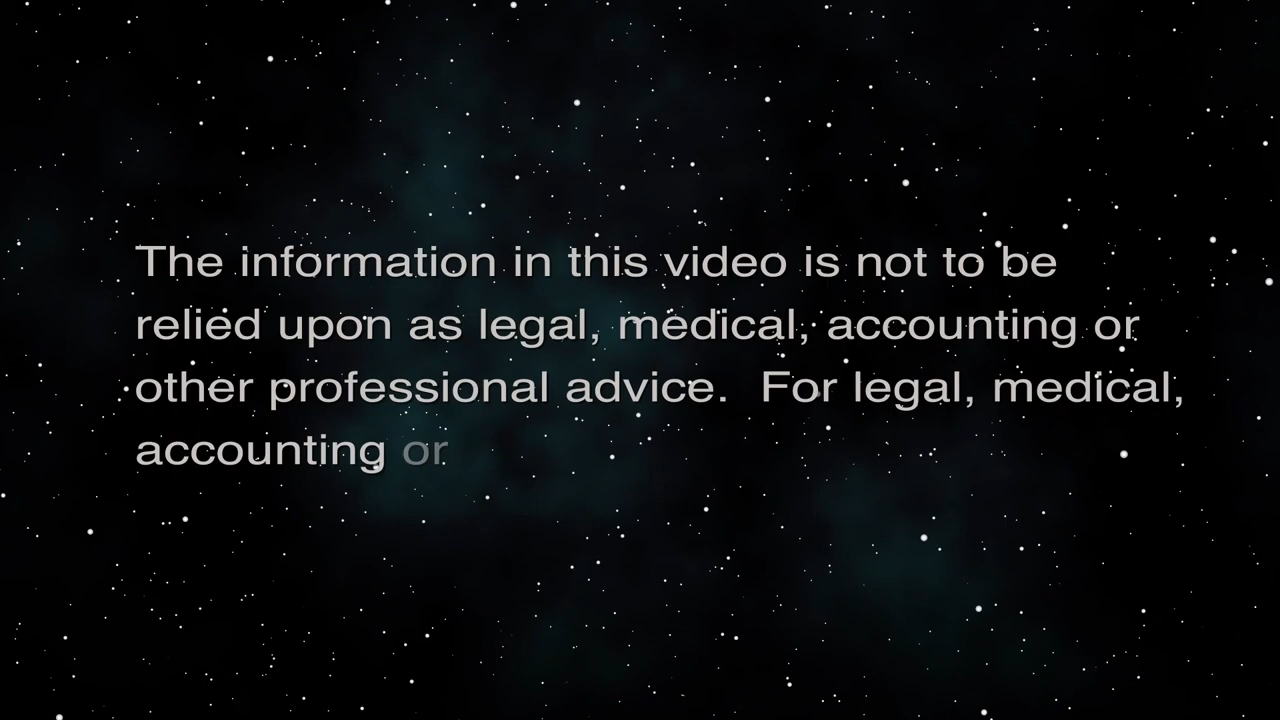 The information in this video is not to be
relied upon as legal, medical, accounting or
other professional advice.  For legal, medical,
accounting or